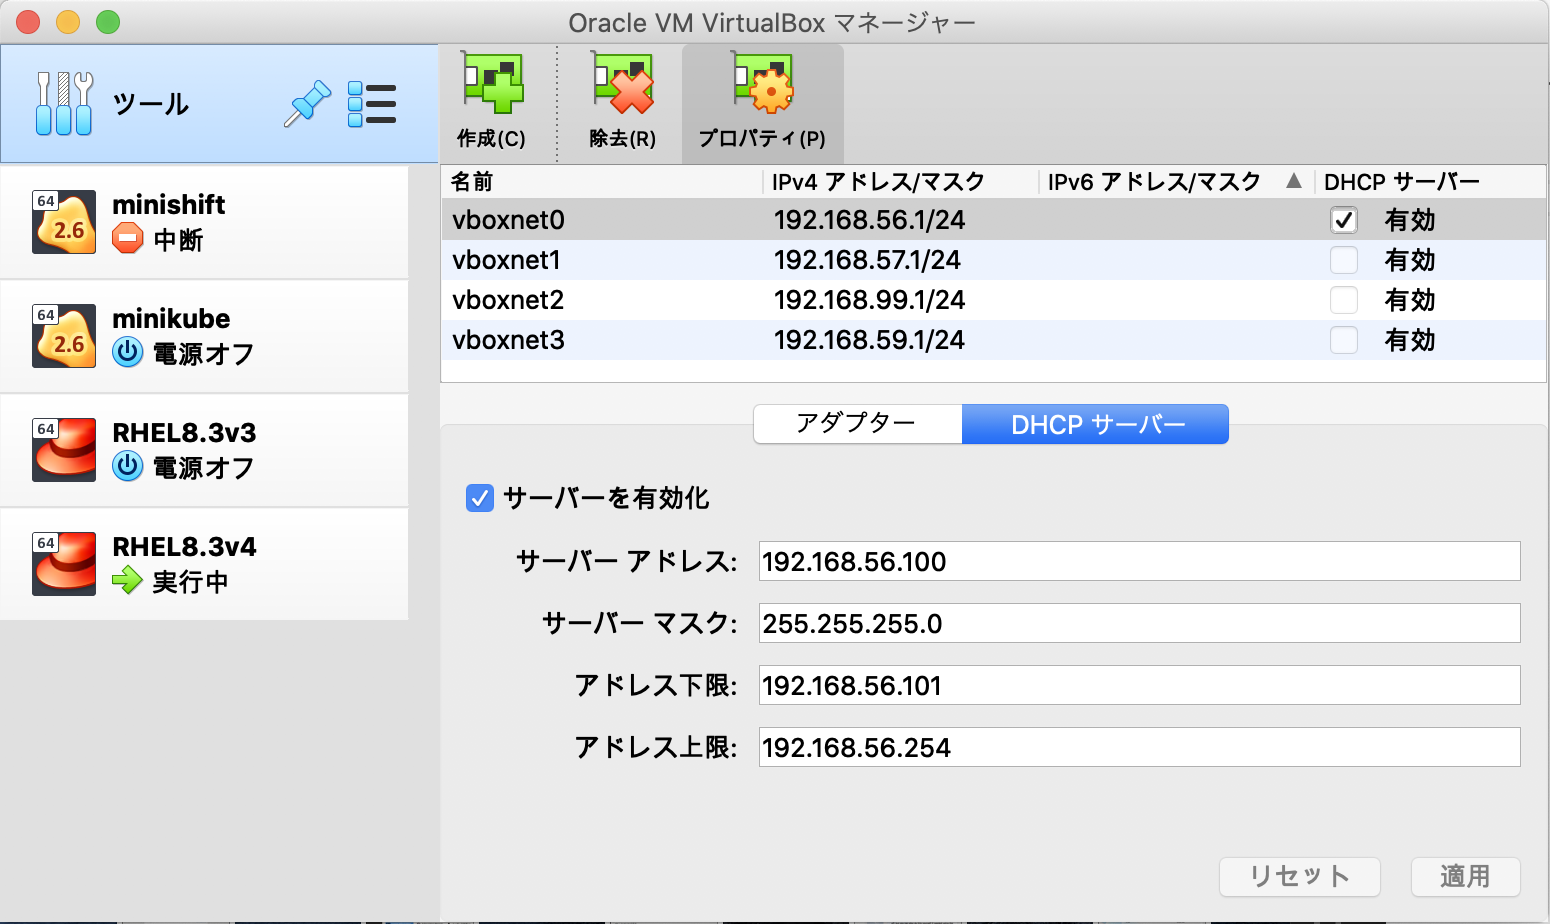 Oracle VM VirtualBox マネージャー
ツール
作成(C)
除去(R)
プロパティ(P)
64
2.6
minishift
中断
64
2.6
minikube
電源オフ
64
RHEL8.3v3
電源オフ
64
RHEL8.3v4
実行中
名前 IPv4 アドレス/マスク IPv6 アドレス/マスク DHCP サーバー
vboxnet0 192.168.56.1/24 有効
vboxnet1 192.168.57.1/24 有効
vboxnet2 192.168.99.1/24 有効
vboxnet3 192.168.59.1/24 有効
アダプター DHCP サーバー
サーバーを有効化
サーバー アドレス: 192.168.56.100
サーバー マスク: 255.255.255.0
アドレス下限: 192.168.56.101
アドレス上限: 192.168.56.254
リセット 適用